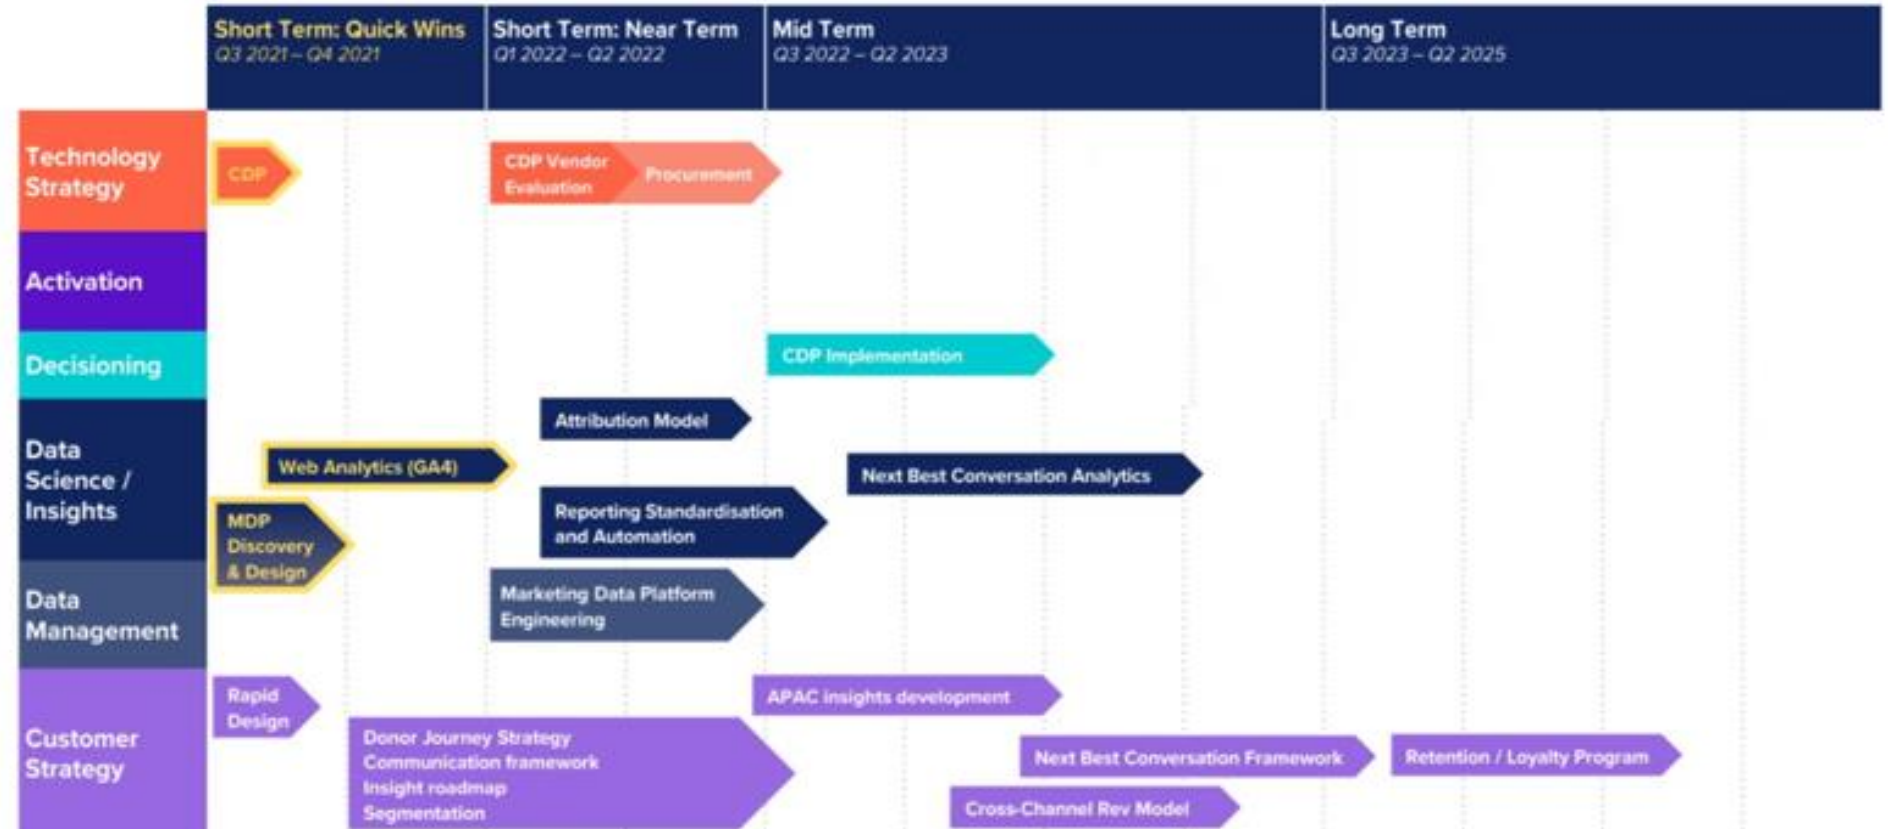 Short Term: Quick Wins
Q3 2021 – Q4 2021
Short Term: Near Term
Q1 2022 – Q2 2022
Mid Term
Q3 2022 – Q2 2023
Long Term
Q3 2023 – Q2 2025
Technology
Strategy
CDP
CDP Vendor
Evaluation
Procurement
Activation
Decisioning
CDP Implementation
Data
Science /
Insights
Attribution Model
Web Analytics (GA4)
Next Best Conversation Analytics
Reporting Standardisation
and Automation
MDP
Discovery
& Design
Data
Management
Marketing Data Platform
Engineering
Customer
Strategy
Rapid
Design
APAC insights development
Donor Journey Strategy
Communication framework
Insight roadmap
Segmentation
Next Best Conversation Framework
Retention / Loyalty Program
Cross-Channel Rev Model